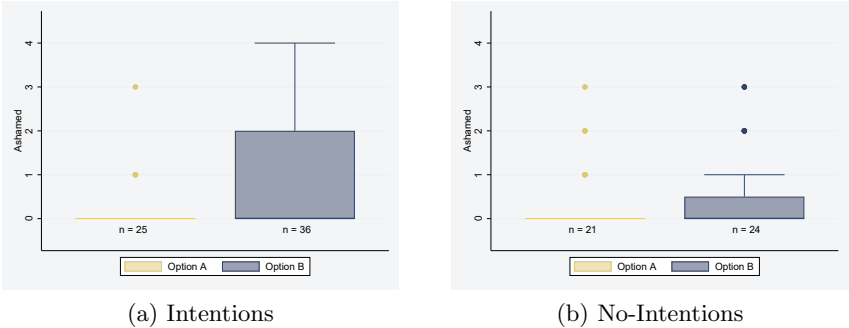 Ashamed
4
3
2
1
0
n = 25
n = 36
Option A
Option B
(a) Intentions
Ashamed
4
3
2
1
0
n = 21
n = 24
Option A
Option B
(b) No-Intentions